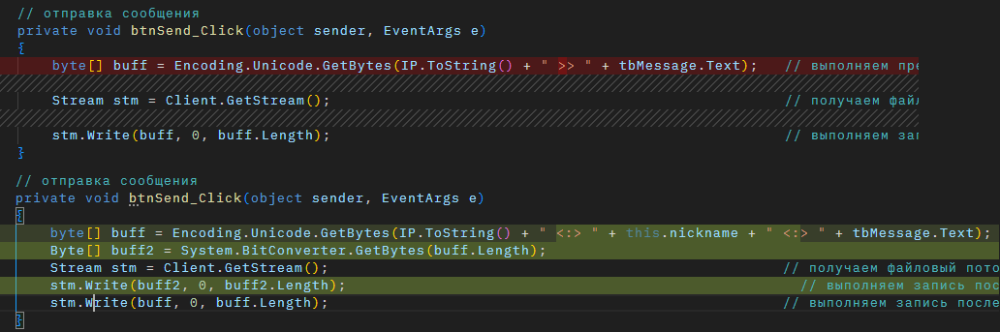 // отправка сообщения
private void btnSend_Click(object sender, EventArgs e)
{
byte[] buff = Encoding.Unicode.GetBytes(IP.ToString() + " >> " + tbMessage.Text); // выполняем
Stream stm = Client.GetStream(); // получаем
stm.Write(buff, 0, buff.Length); // выполняем
}
// отправка сообщения
private void btnSend_Click(object sender, EventArgs e)
{
byte[] buff = Encoding.Unicode.GetBytes(IP.ToString() + " <:> " + this.nickname + " <:> " + tbMessage.Text);
Byte[] buff2 = System.BitConverter.GetBytes(buff.Length);
Stream stm = Client.GetStream(); // получаем файловый пото
stm.Write(buff2, 0, buff2.Length); // выполняем запись пос
stm.Write(buff, 0, buff.Length); // выполняем запись после
}